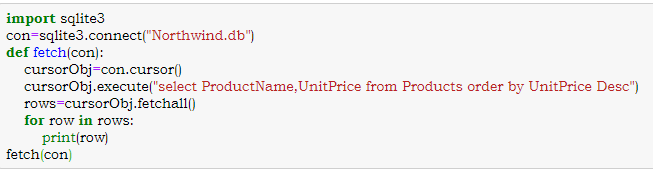 import sqlite3
con=sqlite3.connect("Northwind.db")
def fetch(con):
    cursorObj=con.cursor()
    cursorObj.execute("select ProductName,UnitPrice from Products order by UnitPrice Desc")
    rows=cursorObj.fetchall()
    for row in rows:
        print(row)
fetch(con)